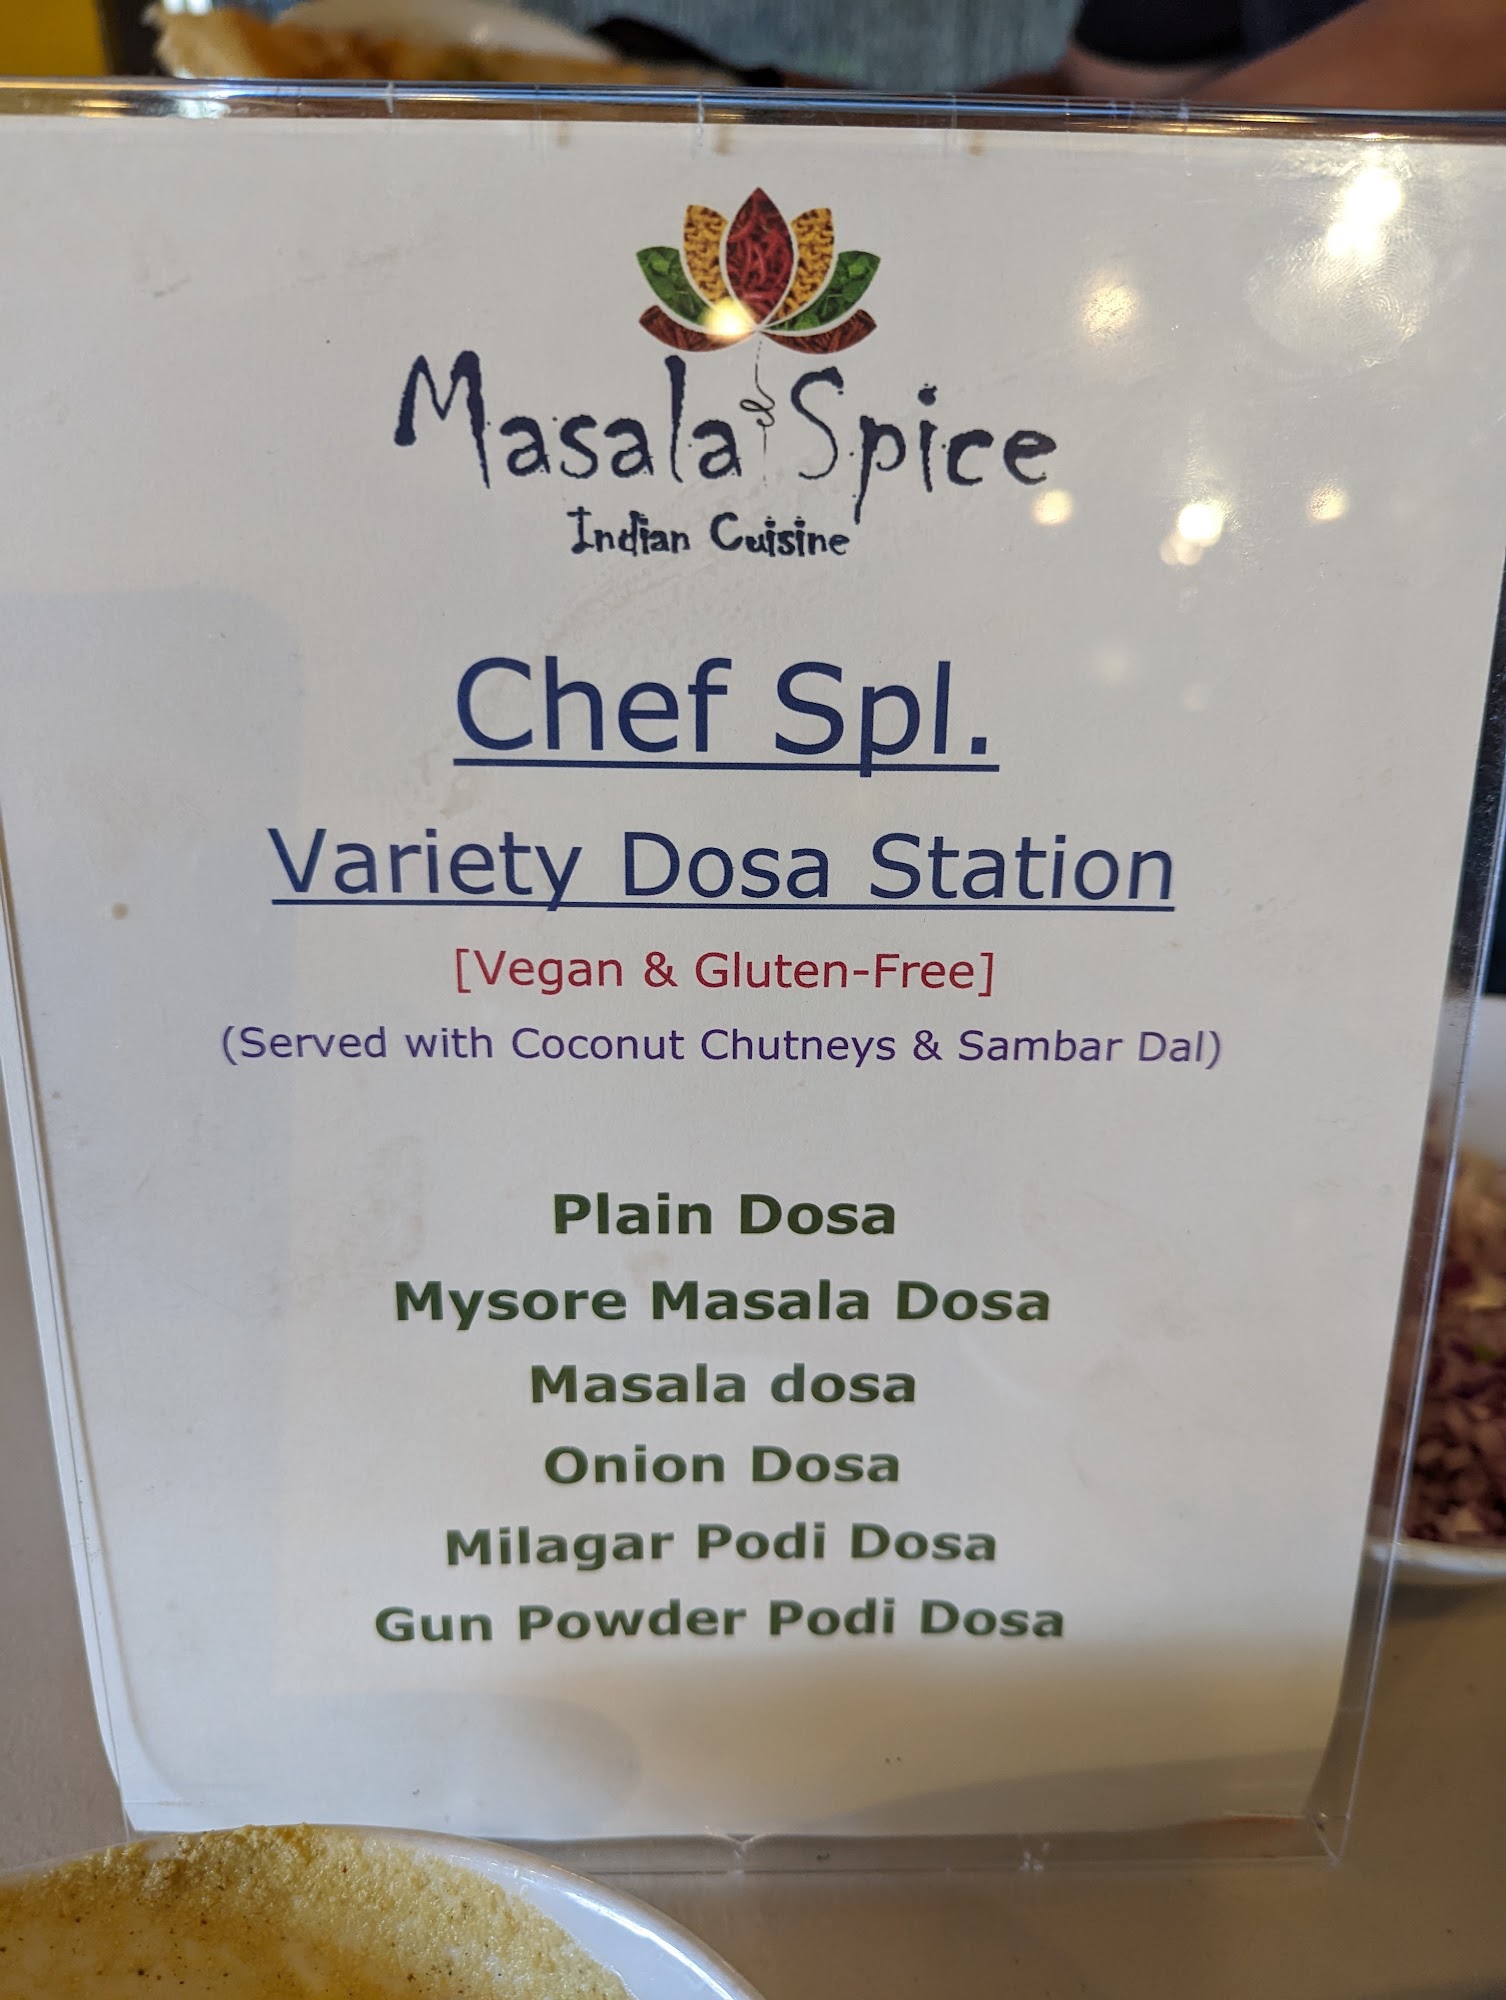 Masala & Spice
Indian Cuisine
Chef Spl.
Variety Dosa Station
[Vegan & Gluten-Free]
(Served with Coconut Chutneys & Sambar Dal)
Plain Dosa
Mysore Masala Dosa
Masala dosa
Onion Dosa
Milagar Podi Dosa
Gun Powder Podi Dosa